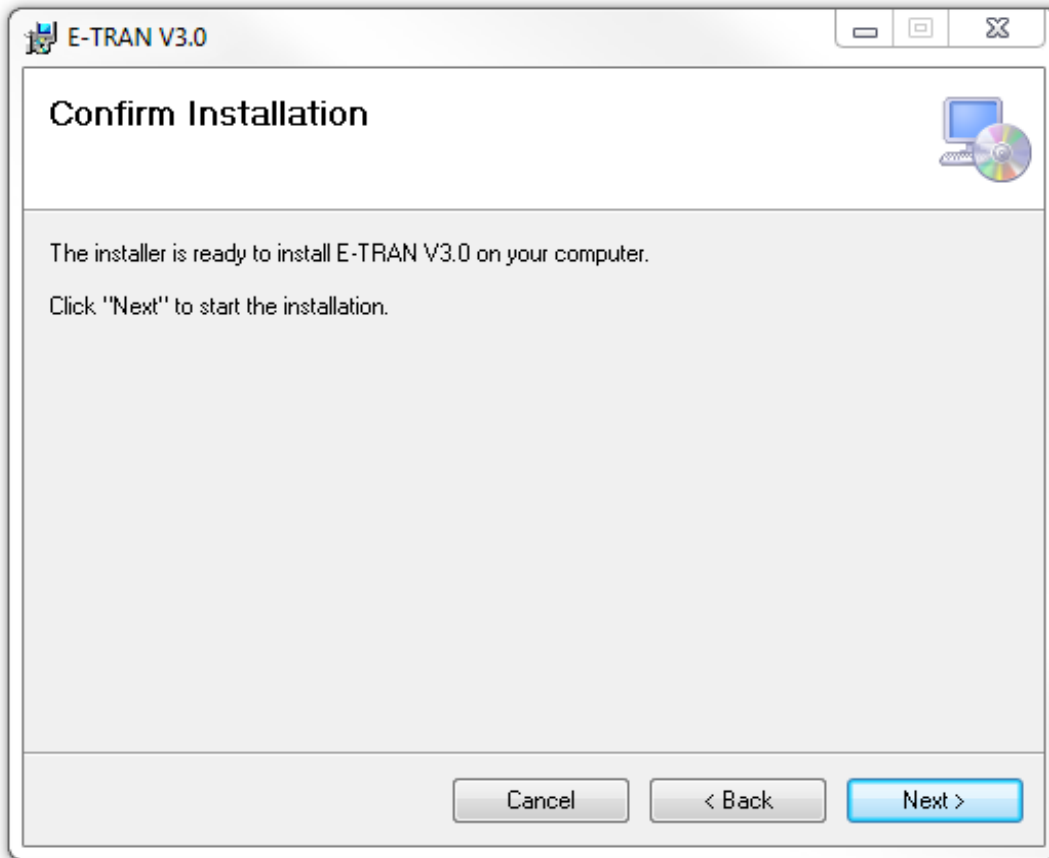 E-TRAN V3.0
Confirm Installation
The installer is ready to install E-TRAN V3.0 on your computer.
Click "Next" to start the installation.
Cancel
< Back
Next >